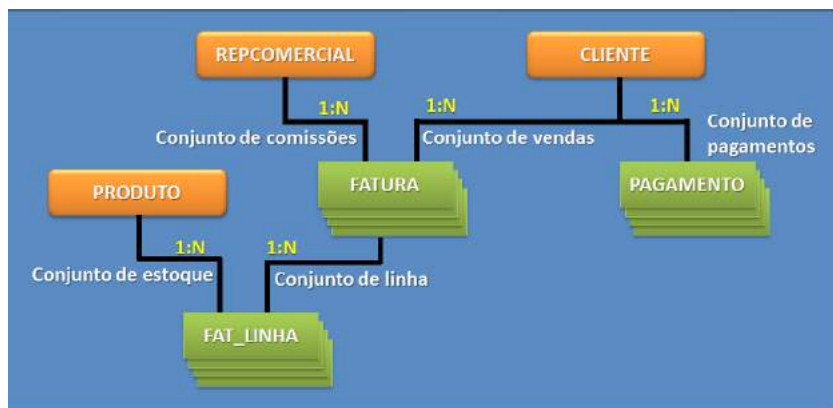 REPCOMERCIAL
CLIENTE
1:N
1:N
1:N
Conjunto de comissões
Conjunto de vendas
Conjunto de
pagamentos
FATURA
PAGAMENTO
PRODUTO
1:N
1:N
Conjunto de estoque
Conjunto de linha
FAT_LINHA